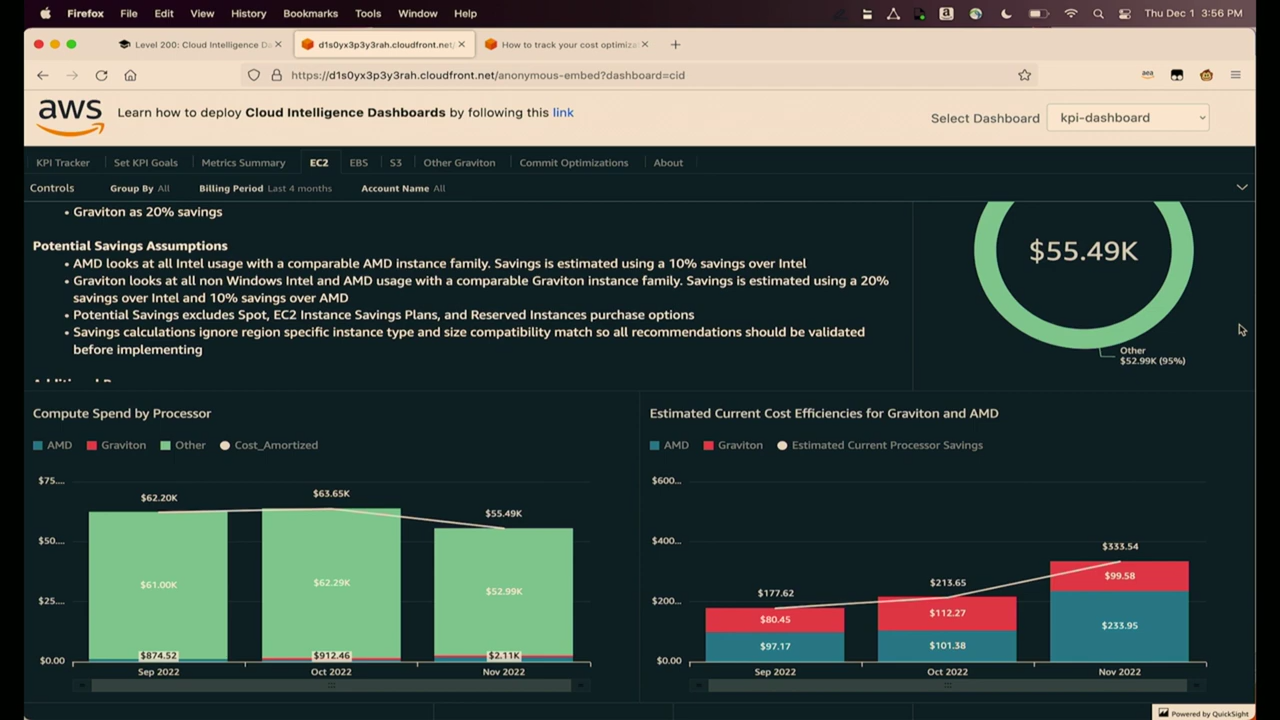 Firefox File Edit View History Bookmarks Tools Window Help Thu Dec 1 3:56 PM
Level 200: Cloud Intelligence Da
d1s0yx3p3y3rah.cloudfront.net/
How to track your cost optimiza
https://d1s0yx3p3y3rah.cloudfront.net/anonymous-embed?dashboard=cid
aws
Learn how to deploy Cloud Intelligence Dashboards by following this link
Select Dashboard kpi-dashboard
KPI Tracker Set KPI Goals Metrics Summary EC2 EBS S3 Other Graviton Commit Optimizations About
Controls Group By All Billing Period Last 4 months Account Name All
• Graviton as 20% savings
Potential Savings Assumptions
• AMD looks at all Intel usage with a comparable AMD instance family. Savings is estimated using a 10% savings over Intel
• Graviton looks at all non Windows Intel and AMD usage with a comparable Graviton instance family. Savings is estimated using a 20%
savings over Intel and 10% savings over AMD
• Potential Savings excludes Spot, EC2 Instance Savings Plans, and Reserved Instances purchase options
• Savings calculations ignore region specific instance type and size compatibility match so all recommendations should be validated
before implementing
$55.49K
Other
$52.99K (95%)
Compute Spend by Processor
AMD Graviton Other Cost_Amortized
$75....
$50....
$25....
$0.00
$62.20K
$63.65K
$55.49K
$61.00K
$62.29K
$52.99K
$874.52
$912.46
$2.11K
Sep 2022 Oct 2022 Nov 2022
Estimated Current Cost Efficiencies for Graviton and AMD
AMD Graviton Estimated Current Processor Savings
$600...
$400...
$200...
$0.00
$177.62
$213.65
$333.54
$80.45
$112.27
$99.58
$97.17
$101.38
$233.95
Sep 2022 Oct 2022 Nov 2022
Powered by QuickSight